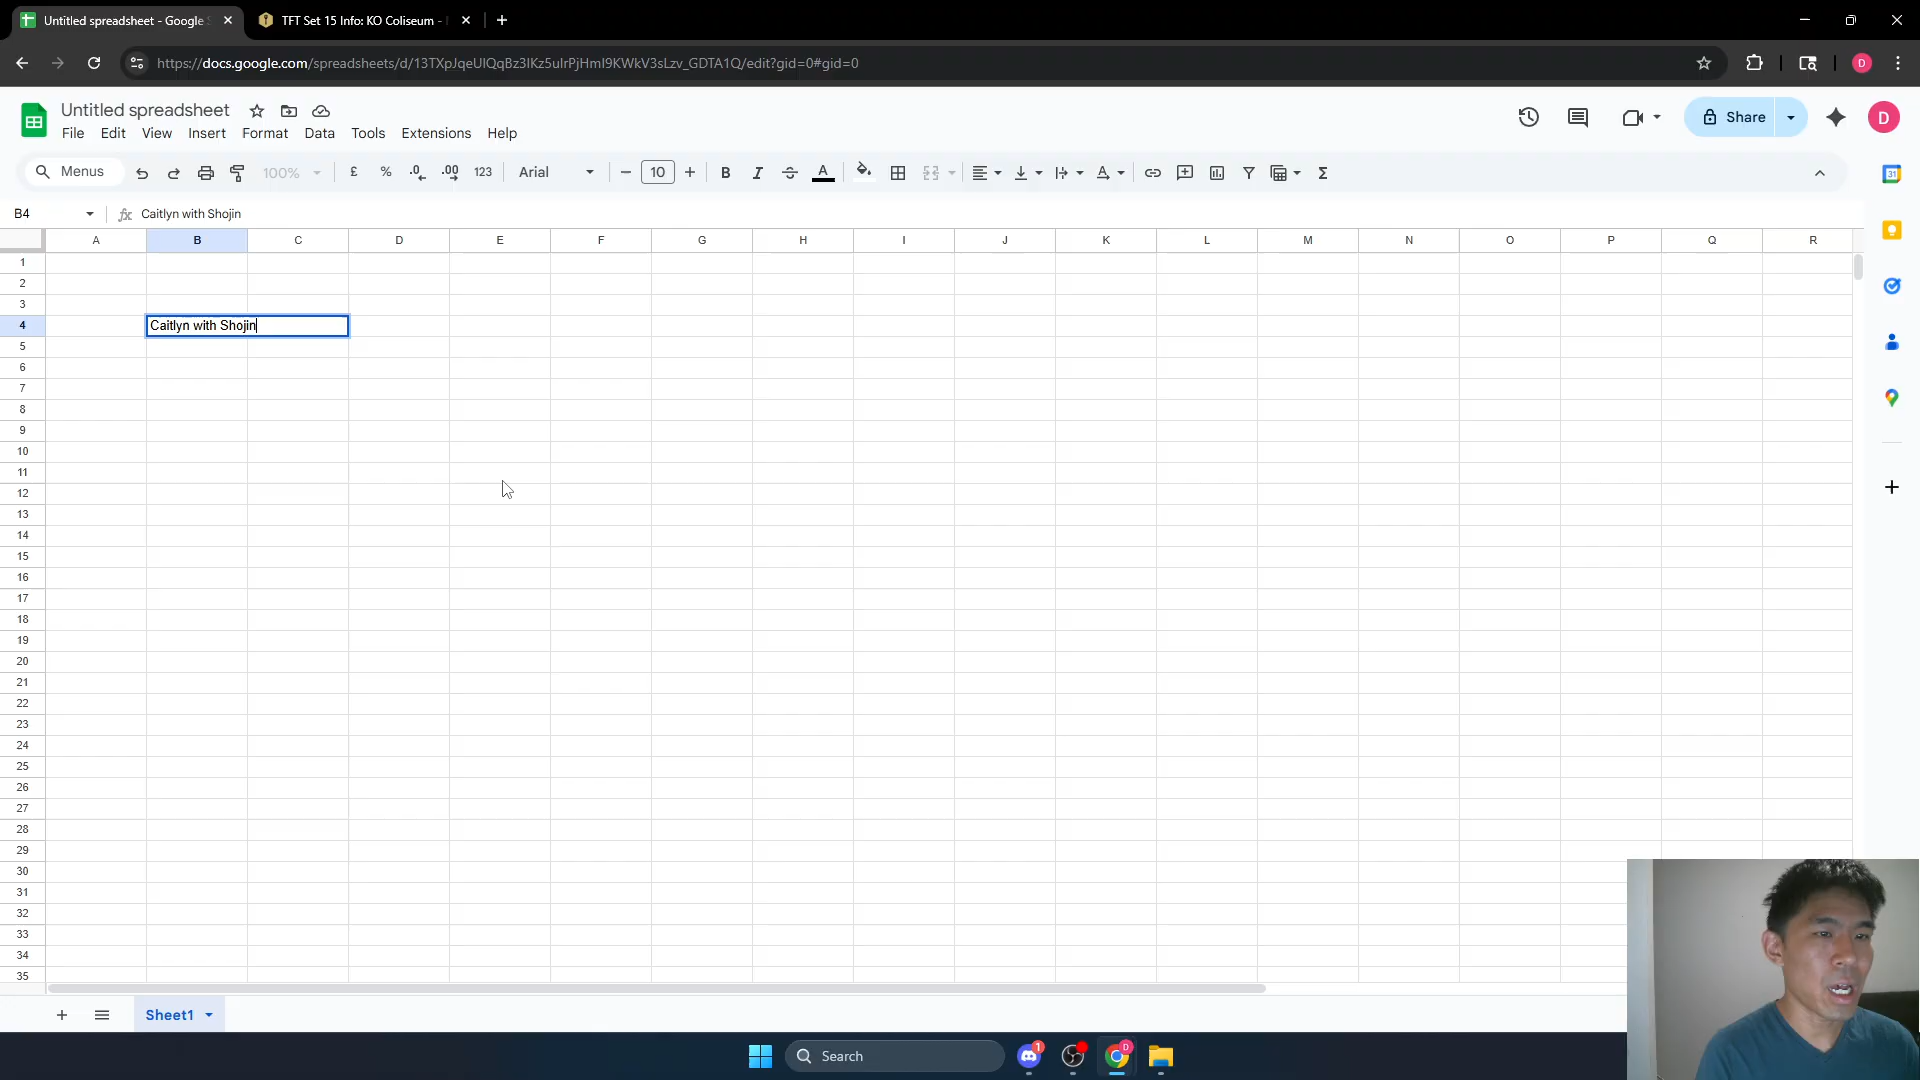 Untitled spreadsheet - Google S
TFT Set 15 Info: KO Coliseum -
https://docs.google.com/spreadsheets/d/13TXpJqeUIQqBz3IKz5uIrPjHmI9KWkV3sLzv_GDTA1Q/edit?gid=0#gid=0
D
Untitled spreadsheet
File Edit View Insert Format Data Tools Extensions Help
Share
D
Menus
100%
£ % .0 .00 123
Arial
10
B I A
Σ
31
B4
fx Caitlyn with Shojin
A B C D E F G H I J K L M N O P Q R
1
2
3
4 Caitlyn with Shojin
5
6
7
8
9
10
11
12
13
14
15
16
17
18
19
20
21
22
23
24
25
26
27
28
29
30
31
32
33
34
35
Sheet1
Search
1
D